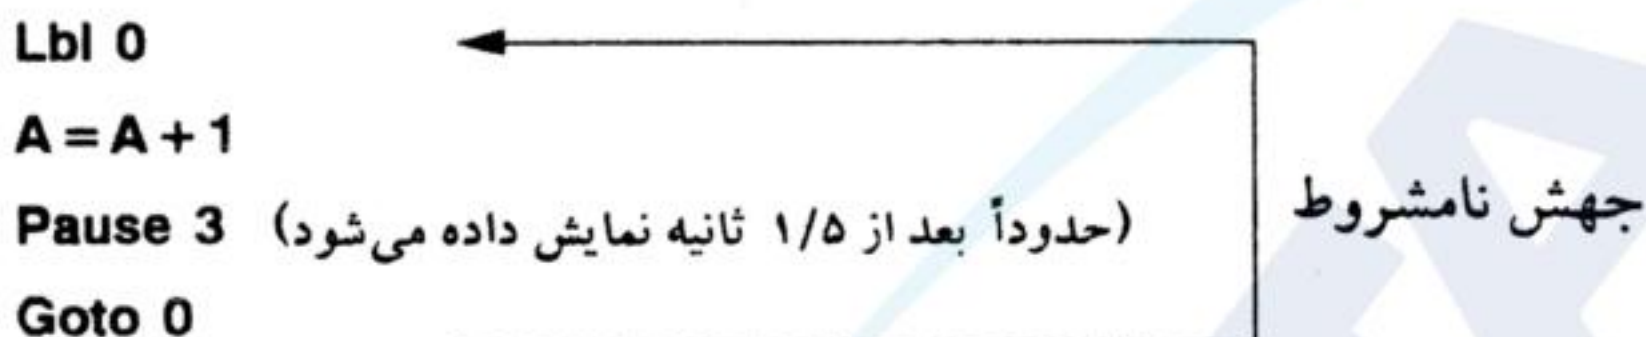 Lbl 0
A = A + 1
Pause 3 (حدوداً بعد از ۱/۵ ثانیه نمایش داده می‌شود)
جهش نامشروط
Goto 0